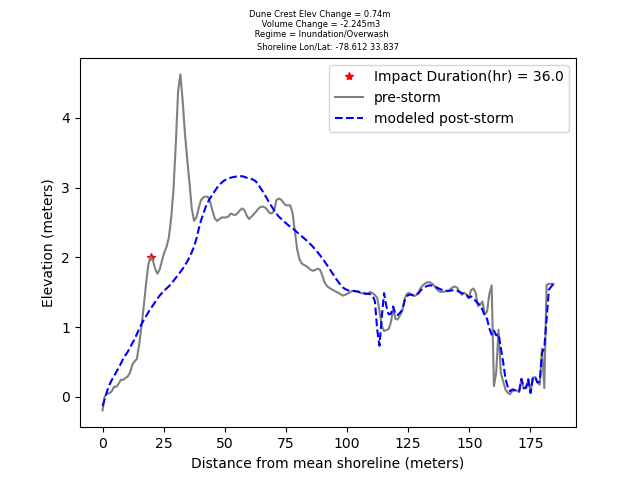 Dune Crest Elev Change = 0.74m
Volume Change = -2.245m3
Regime = Inundation/Overwash
Shoreline Lon/Lat: -78.612 33.837
Impact Duration(hr) = 36.0
pre-storm
modeled post-storm
Elevation (meters)
4
3
2
1
0
0 25 50 75 100 125 150 175
Distance from mean shoreline (meters)